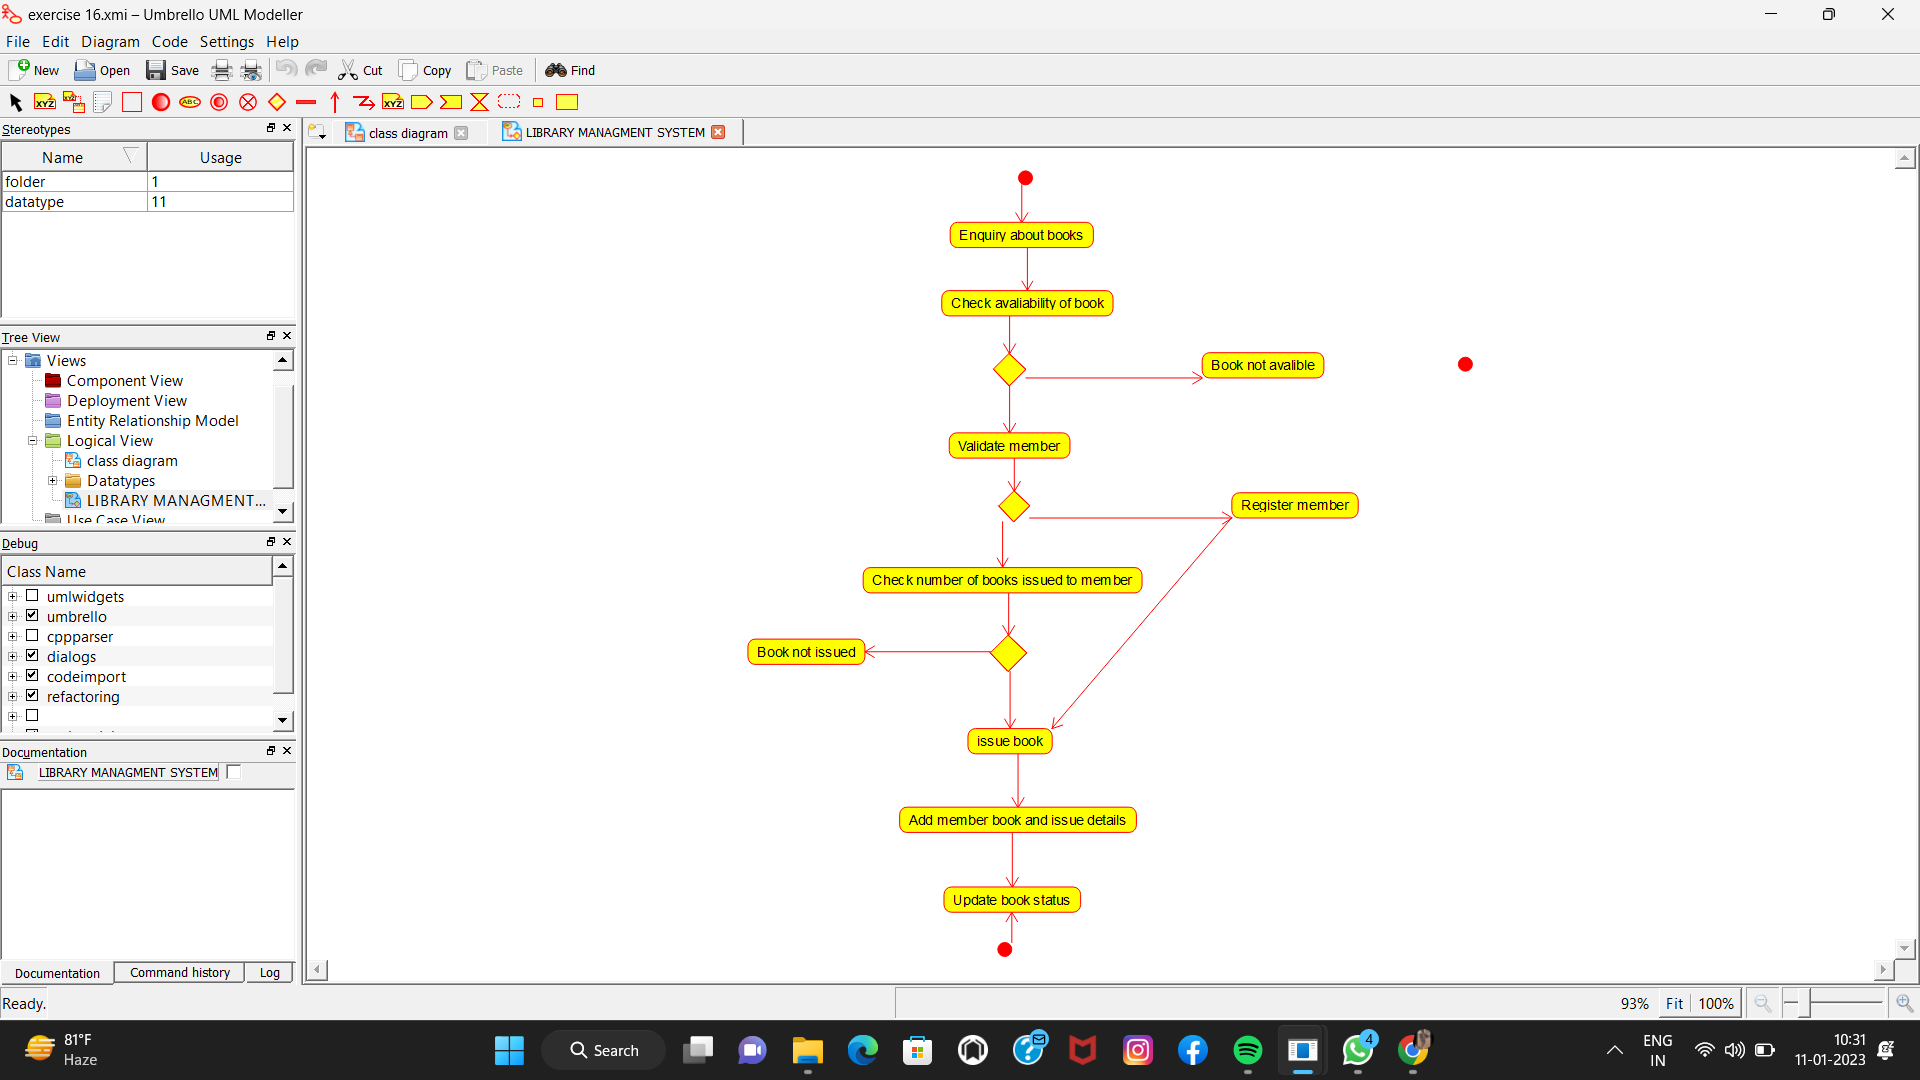 exercise 16.xmi – Umbrello UML Modeller
File Edit Diagram Code Settings Help
New Open Save Cut Copy Paste Find
XYZ XYZ ABC XYZ
Stereotypes
Name Usage
folder 1
datatype 11
Tree View
Views
Component View
Deployment View
Entity Relationship Model
Logical View
class diagram
Datatypes
LIBRARY MANAGMENT...
Use Case View
Debug
Class Name
umlwidgets
umbrello
cppparser
dialogs
codeimport
refactoring
Documentation
LIBRARY MANAGMENT SYSTEM
Documentation Command history Log
Ready.
class diagram LIBRARY MANAGMENT SYSTEM
Enquiry about books
Check avaliability of book
Book not avalible
Validate member
Register member
Check number of books issued to member
Book not issued
issue book
Add member book and issue details
Update book status
93% Fit 100%
81°F
Haze
Search
4
ENG
IN
10:31
11-01-2023